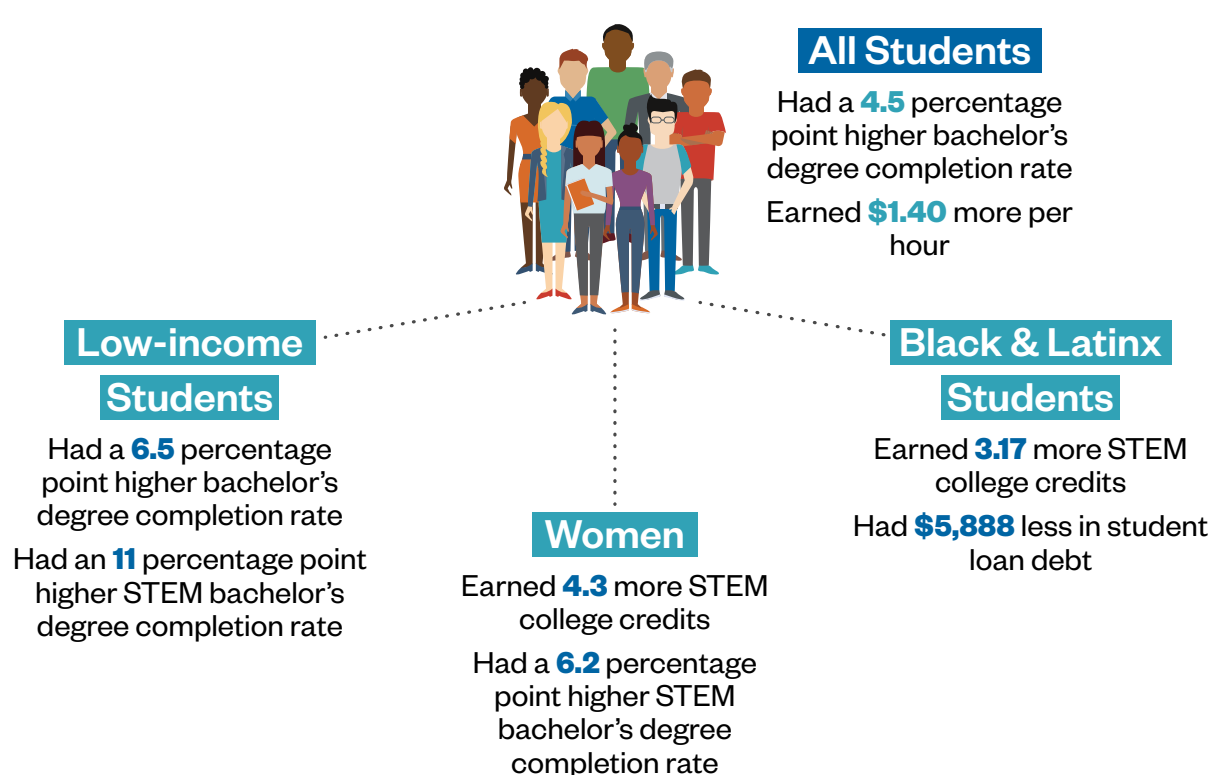 All Students
Had a 4.5 percentage
point higher bachelor’s
degree completion rate
Earned $1.40 more per
hour
Low-income
Students
Had a 6.5 percentage
point higher bachelor’s
degree completion rate
Had an 11 percentage point
higher STEM bachelor’s
degree completion rate
Women
Earned 4.3 more STEM
college credits
Had a 6.2 percentage
point higher STEM
bachelor’s degree
completion rate
Black & Latinx
Students
Earned 3.17 more STEM
college credits
Had $5,888 less in student
loan debt